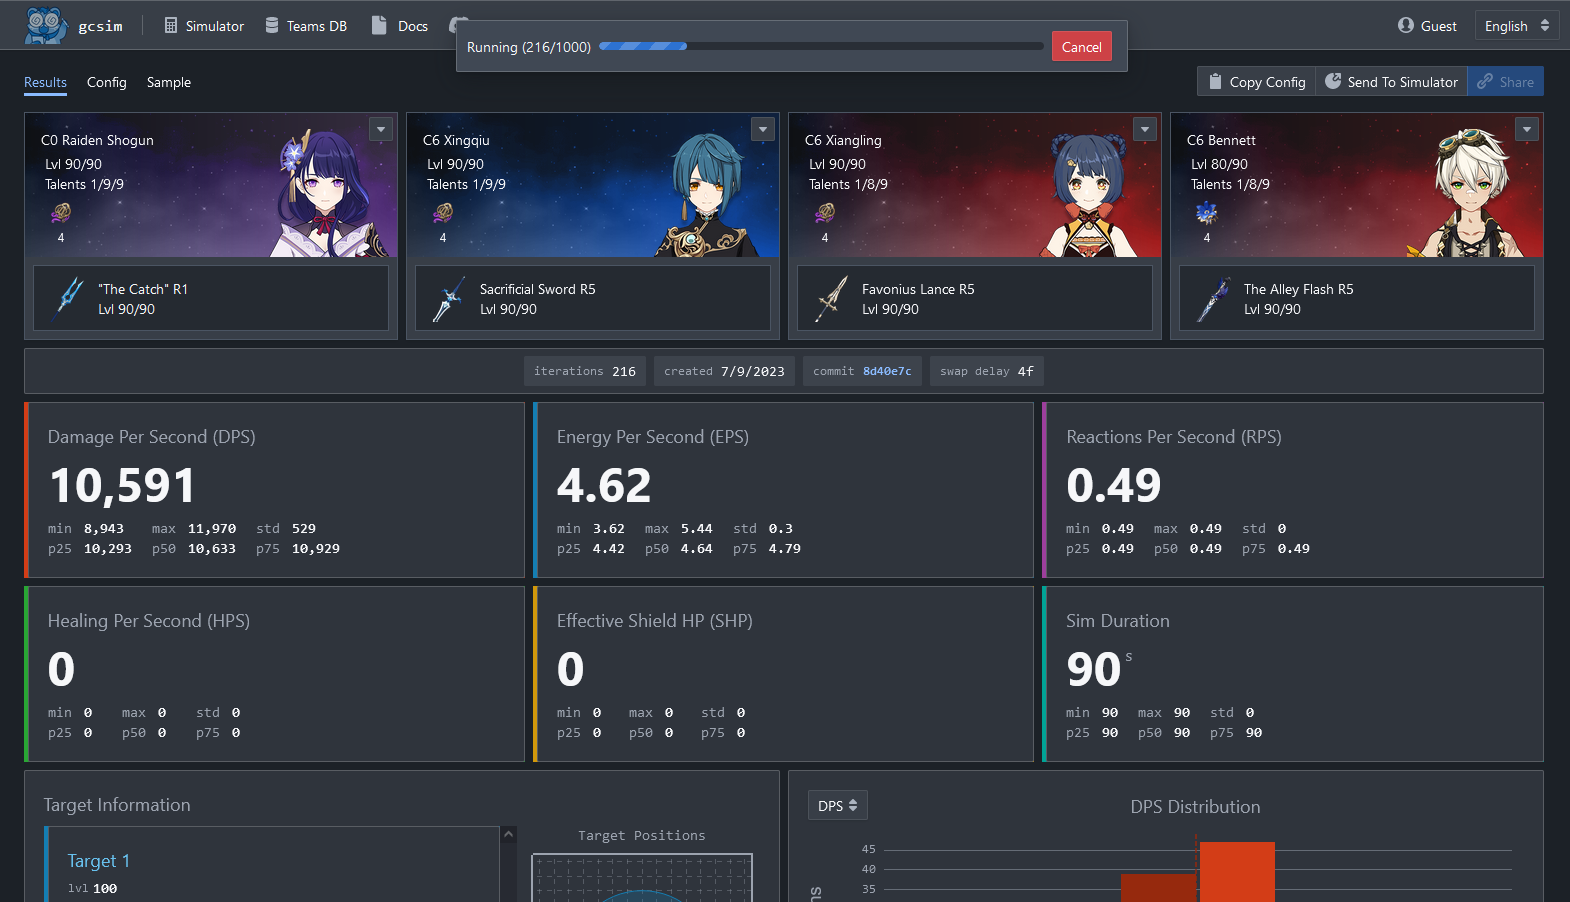 gcsim
Simulator
Teams DB
Docs
Running (216/1000)
Cancel
Guest
English
Results
Config
Sample
Copy Config
Send To Simulator
Share
C0 Raiden Shogun
Lvl 90/90
Talents 1/9/9
4
"The Catch" R1
Lvl 90/90
C6 Xingqiu
Lvl 90/90
Talents 1/9/9
4
Sacrificial Sword R5
Lvl 90/90
C6 Xiangling
Lvl 90/90
Talents 1/8/9
4
Favonius Lance R5
Lvl 90/90
C6 Bennett
Lvl 80/90
Talents 1/8/9
4
The Alley Flash R5
Lvl 90/90
iterations 216
created 7/9/2023
commit 8d40e7c
swap delay 4f
Damage Per Second (DPS)
10,591
min 8,943 max 11,970 std 529
p25 10,293 p50 10,633 p75 10,929
Energy Per Second (EPS)
4.62
min 3.62 max 5.44 std 0.3
p25 4.42 p50 4.64 p75 4.79
Reactions Per Second (RPS)
0.49
min 0.49 max 0.49 std 0
p25 0.49 p50 0.49 p75 0.49
Healing Per Second (HPS)
0
min 0 max 0 std 0
p25 0 p50 0 p75 0
Effective Shield HP (SHP)
0
min 0 max 0 std 0
p25 0 p50 0 p75 0
Sim Duration
90 s
min 90 max 90 std 0
p25 90 p50 90 p75 90
Target Information
Target 1
lvl 100
Target Positions
DPS
DPS Distribution
45
40
35